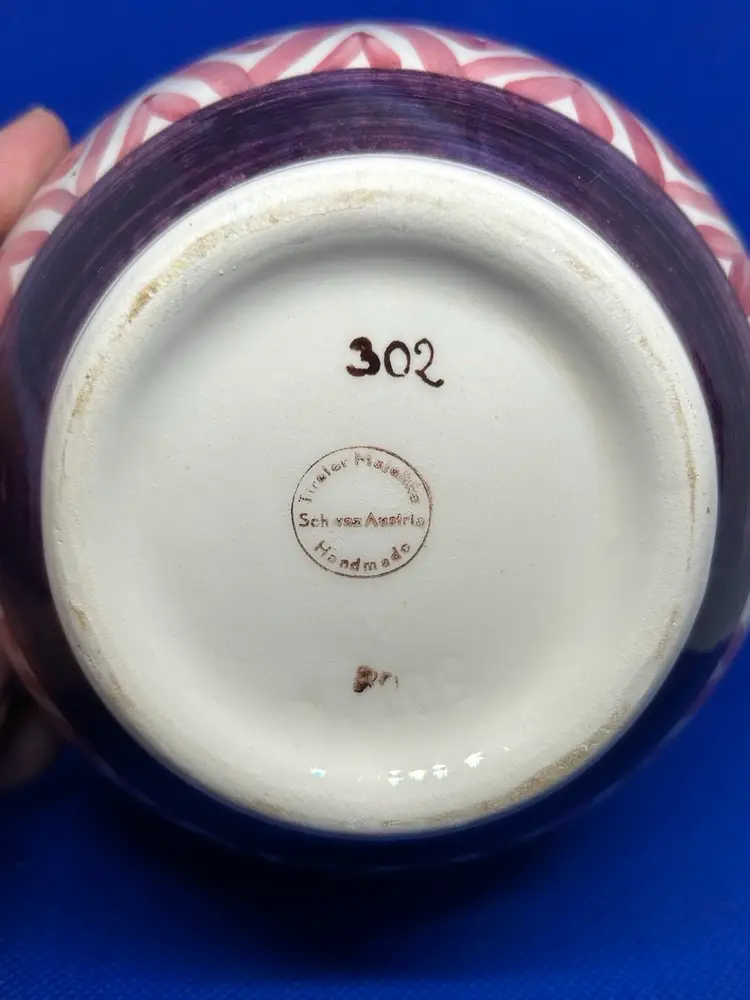 302
Tiroler Majolika
Schwaz Austria
Handmade